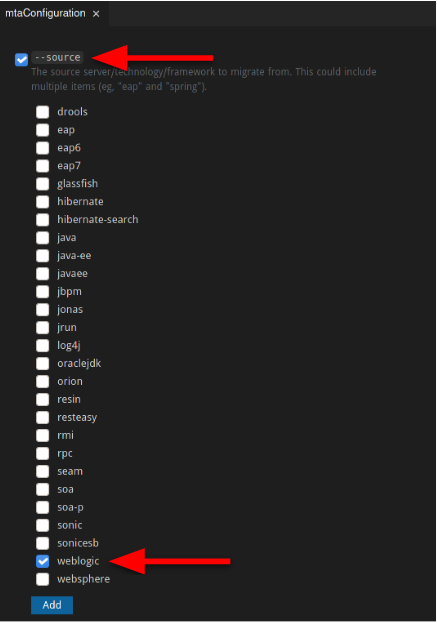 mtaConfiguration ×
--source
The source server/technology/framework to migrate from. This could include
multiple items (eg, "eap" and "spring").
drools
eap
eap6
eap7
glassfish
hibernate
hibernate-search
java
java-ee
javaee
jbpm
jonas
jrun
log4j
oraclejdk
orion
resin
resteasy
rmi
rpc
seam
soa
soa-p
sonic
sonicesb
weblogic
websphere
Add